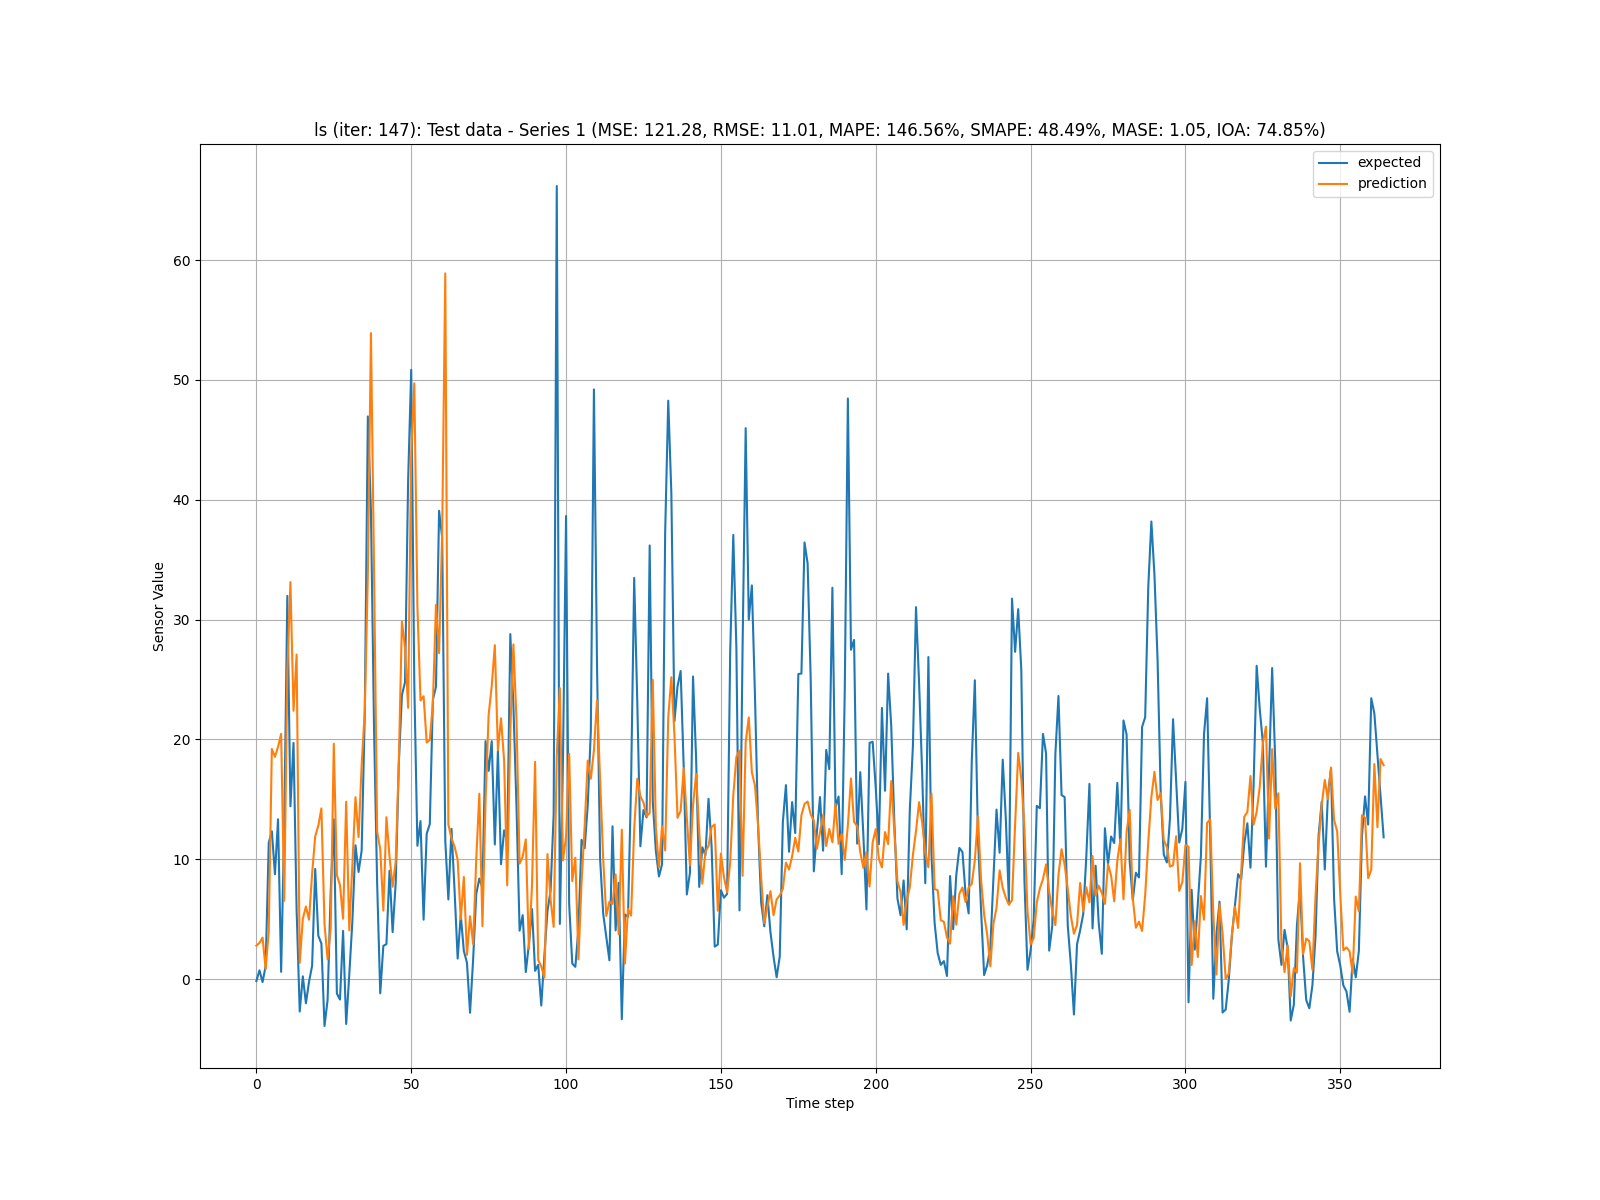 ls (iter: 147): Test data - Series 1 (MSE: 121.28, RMSE: 11.01, MAPE: 146.56%, SMAPE: 48.49%, MASE: 1.05, IOA: 74.85%)
expected
prediction
60
50
40
30
20
10
0
Sensor Value
0 50 100 150 200 250 300 350
Time step